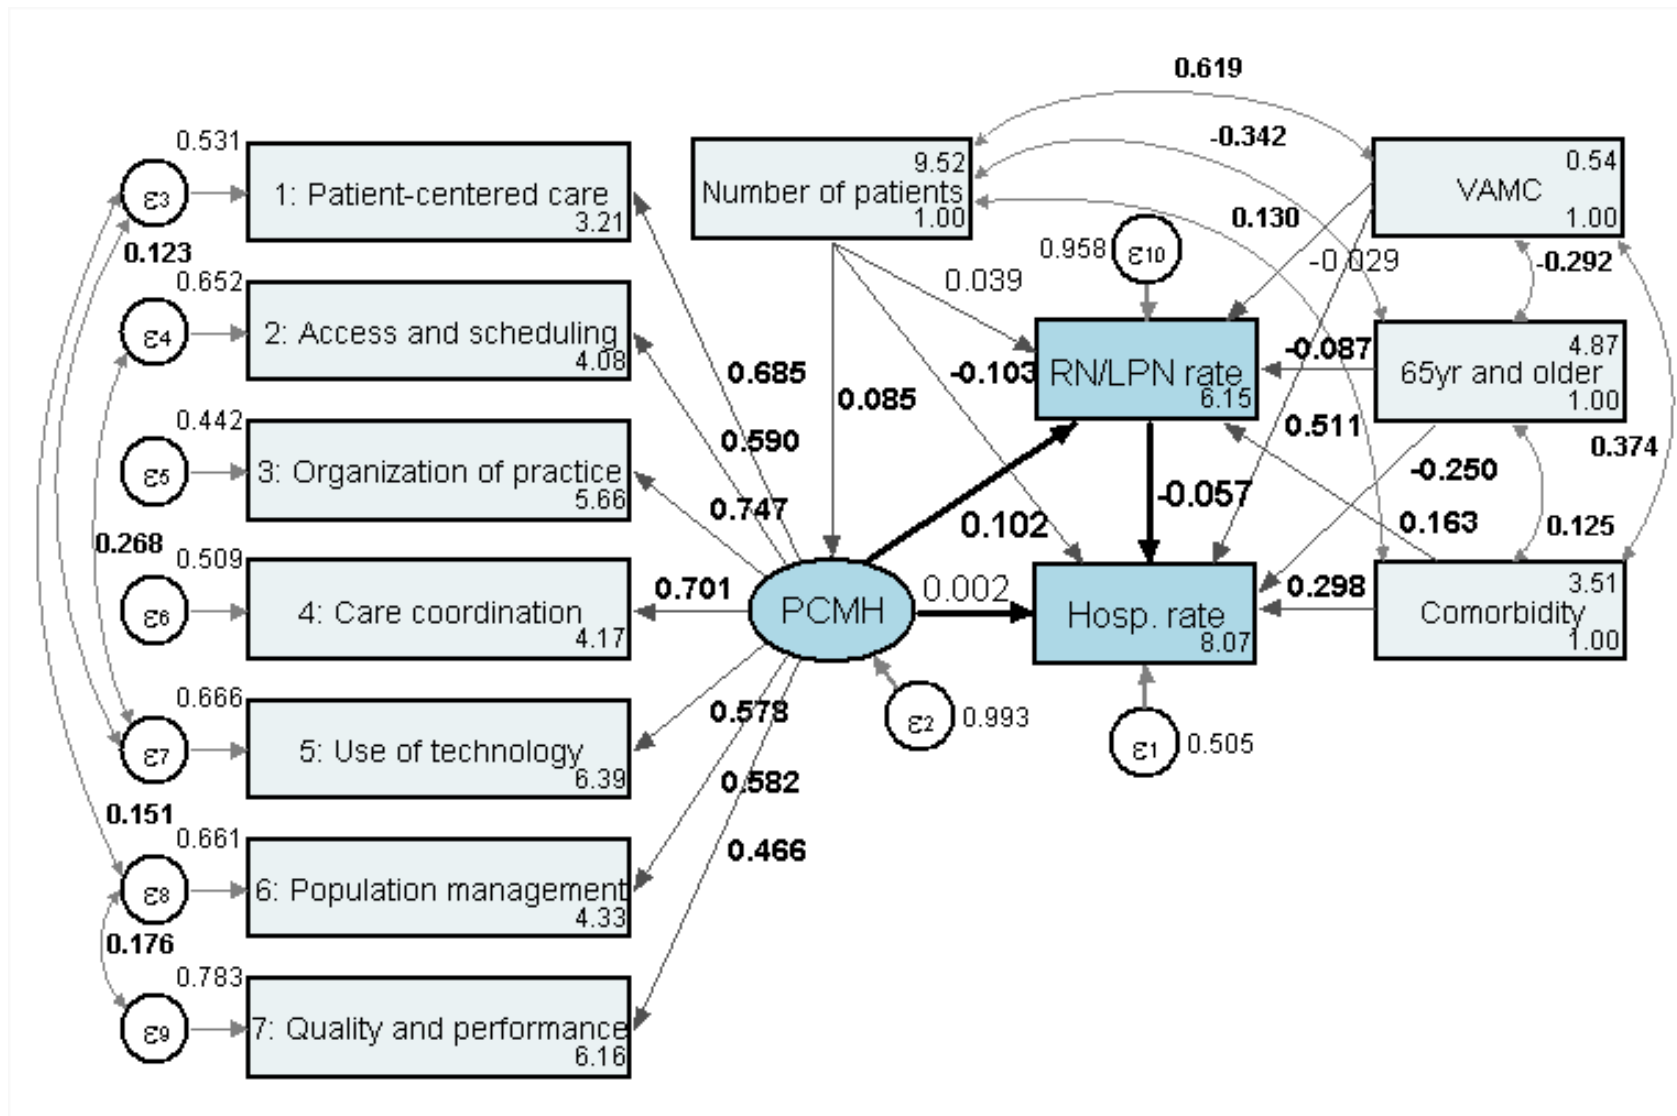 0.619
0.531
ε3
1: Patient-centered care
3.21
9.52
Number of patients
1.00
-0.342
0.54
VAMC
1.00
0.130
0.123
0.958
ε10
-0.029
-0.292
0.652
ε4
2: Access and scheduling
4.08
0.039
0.685
-0.103
0.085
RN/LPN rate
6.15
-0.087
4.87
65yr and older
1.00
0.442
ε5
3: Organization of practice
5.66
0.590
0.747
0.511
0.374
-0.250
-0.057
0.102
0.163
0.125
0.268
0.509
ε6
4: Care coordination
4.17
0.701
PCMH
0.002
Hosp. rate
8.07
0.298
3.51
Comorbidity
1.00
0.666
ε7
5: Use of technology
6.39
0.578
ε2
0.993
ε1
0.505
0.151
0.661
ε8
6: Population management
4.33
0.582
0.466
0.176
0.783
ε9
7: Quality and performance
6.16